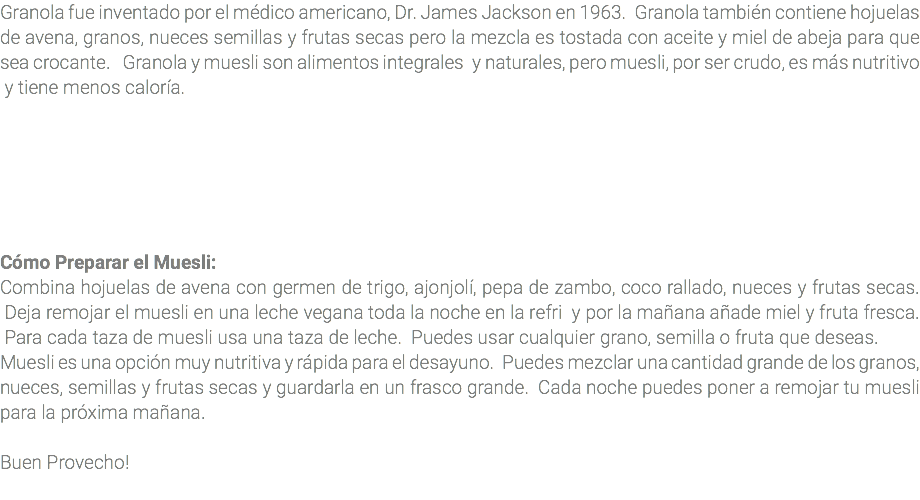 Granola fue inventado por el médico americano, Dr. James Jackson en 1963.  Granola también contiene hojuelas
de avena, granos, nueces semillas y frutas secas pero la mezcla es tostada con aceite y miel de abeja para que
sea crocante.   Granola y muesli son alimentos integrales  y naturales, pero muesli, por ser crudo, es más nutritivo
y tiene menos caloría.
Cómo Preparar el Muesli:
Combina hojuelas de avena con germen de trigo, ajonjolí, pepa de zambo, coco rallado, nueces y frutas secas.
Deja remojar el muesli en una leche vegana toda la noche en la refri  y por la mañana añade miel y fruta fresca.
Para cada taza de muesli usa una taza de leche.  Puedes usar cualquier grano, semilla o fruta que deseas.
Muesli es una opción muy nutritiva y rápida para el desayuno.  Puedes mezclar una cantidad grande de los granos,
nueces, semillas y frutas secas y guardarla en un frasco grande.  Cada noche puedes poner a remojar tu muesli
para la próxima mañana.
Buen Provecho!